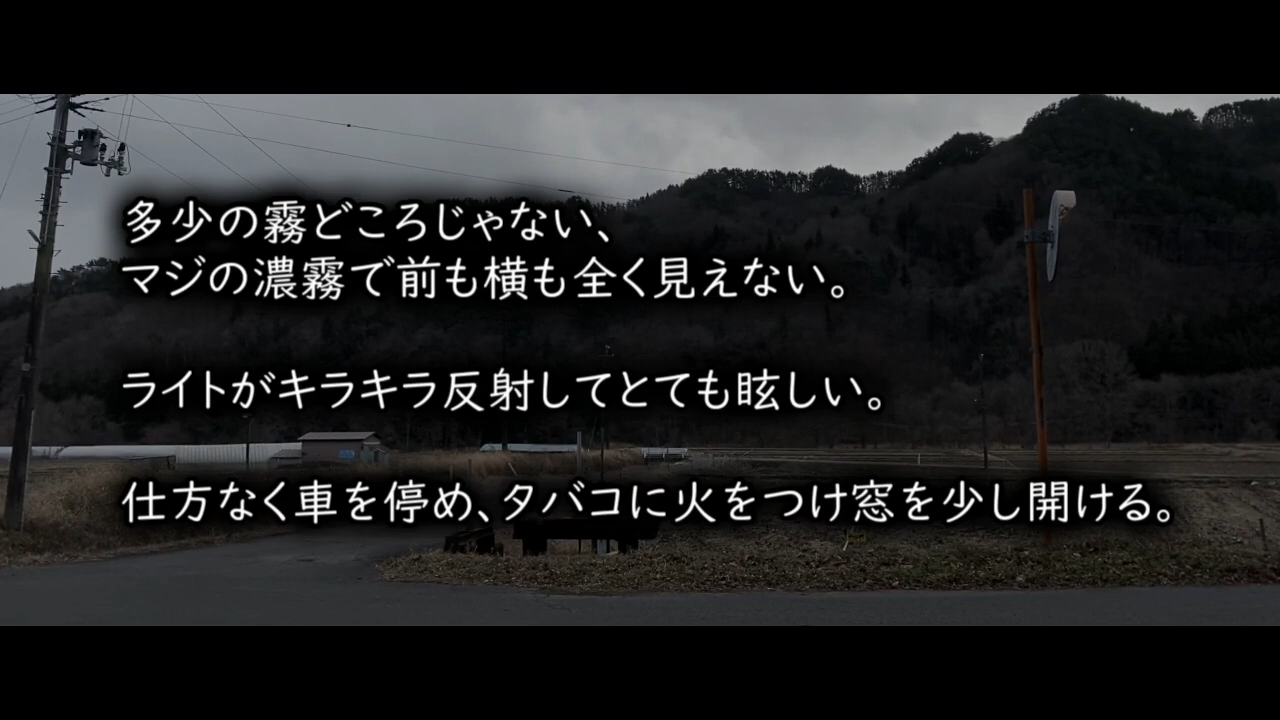 多少の霧どころじゃない、
マジの濃霧で前も横も全く見えない。
ライトがキラキラ反射してとても眩しい。
仕方なく車を停め、タバコに火をつけ窓を少し開ける。